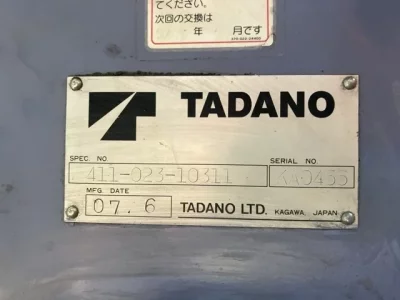 てください。
次回の交換は
年 月です
TADANO
SPEC. NO. SERIAL NO.
411-023-10311
MFG. DATE
07.6 TADANO LTD. KAGAWA, JAPAN